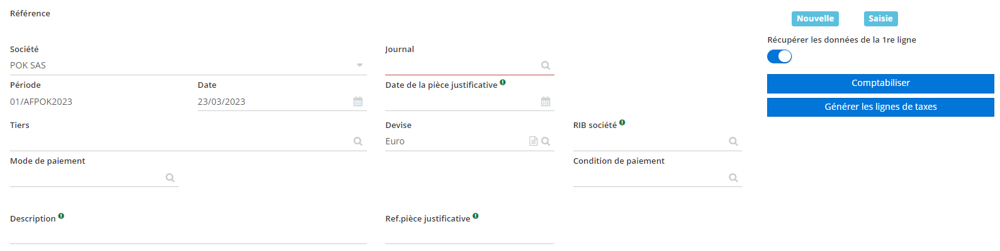 Référence
Nouvelle Saisie
Récupérer les données de la 1re ligne
Société Journal
POK SAS
Comptabiliser
Période Date Date de la pièce justificative
01/AFPOK2023 23/03/2023
Générer les lignes de taxes
Tiers Devise RIB société
Euro
Mode de paiement Condition de paiement
Description Ref.pièce justificative